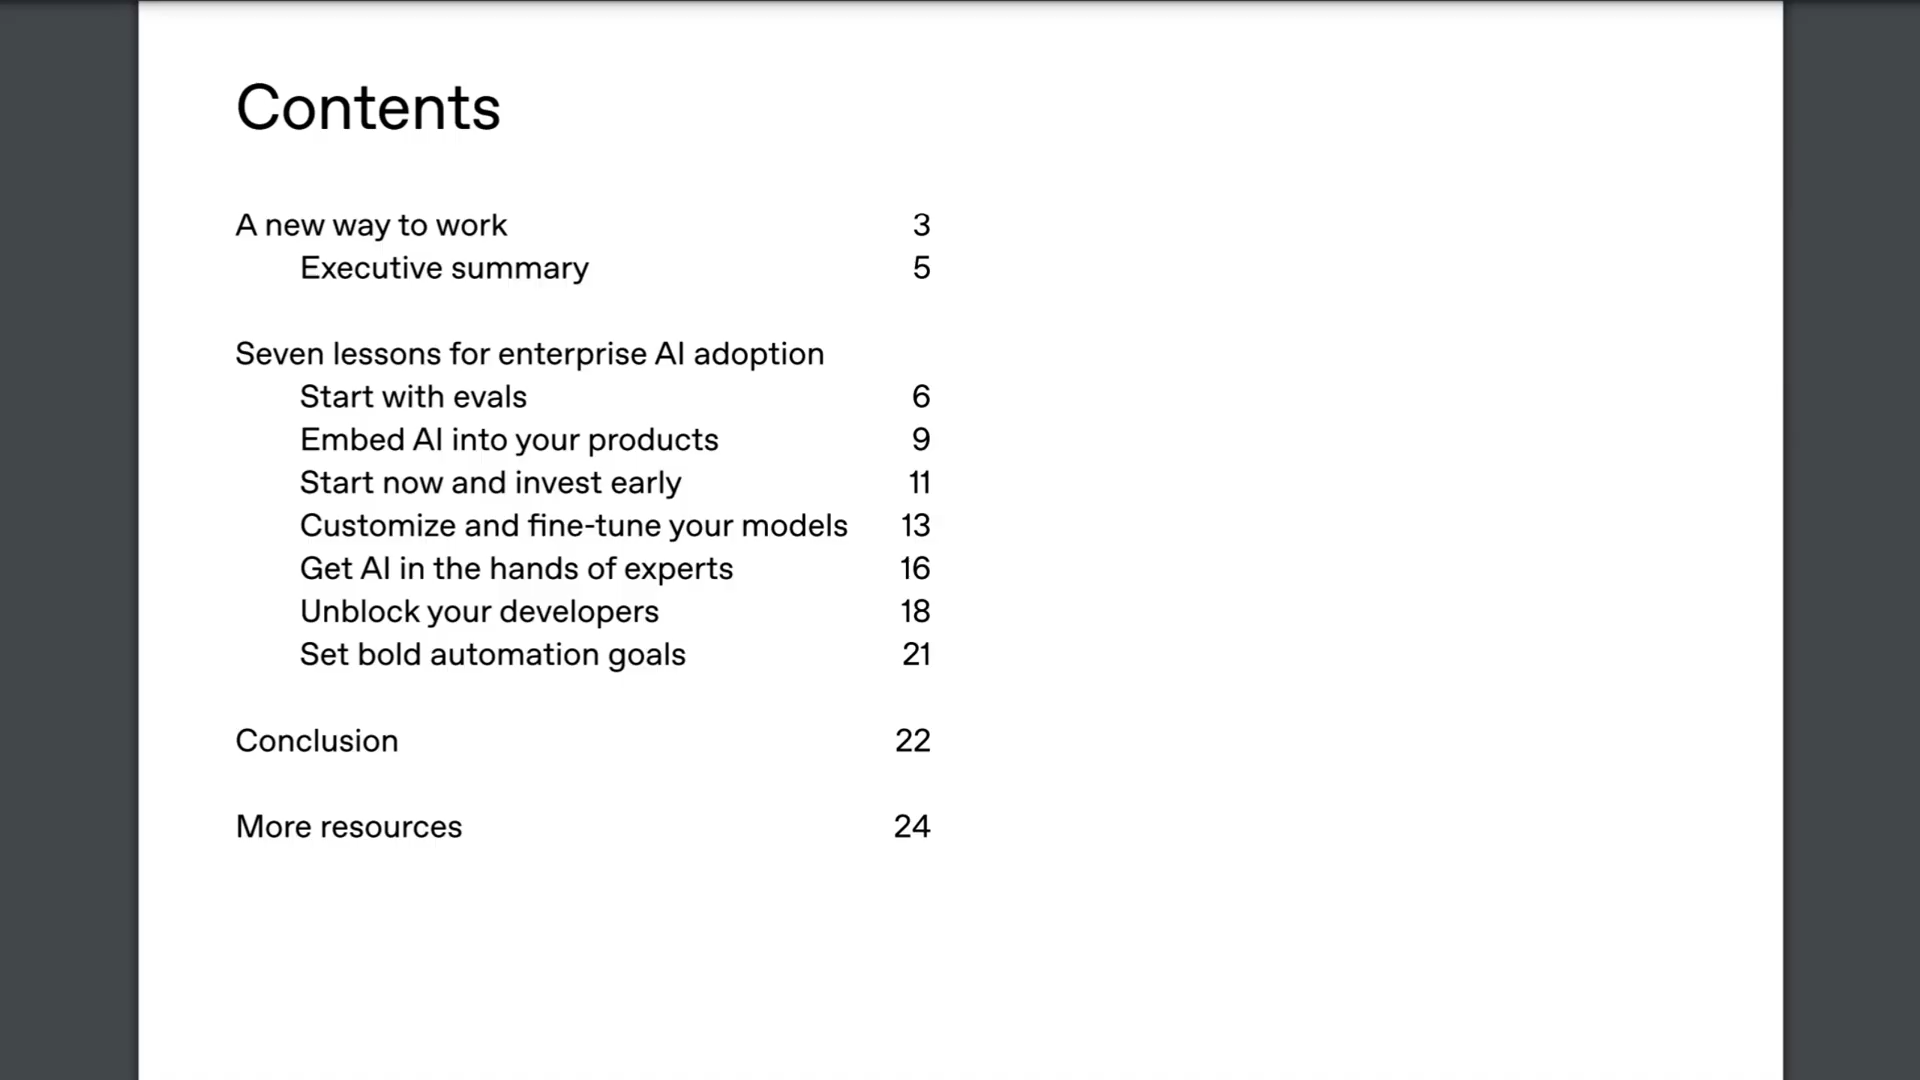 Contents
A new way to work 3
Executive summary 5
Seven lessons for enterprise AI adoption
Start with evals 6
Embed AI into your products 9
Start now and invest early 11
Customize and fine-tune your models 13
Get AI in the hands of experts 16
Unblock your developers 18
Set bold automation goals 21
Conclusion 22
More resources 24